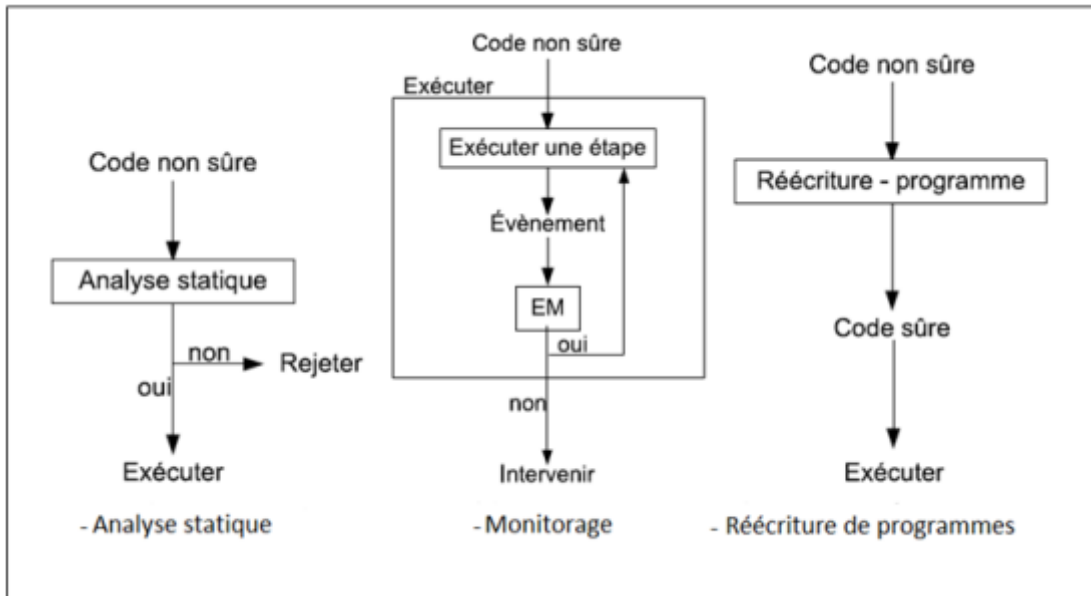 Code non sûre
Analyse statique
non
Rejeter
oui
Exécuter
- Analyse statique
Code non sûre
Exécuter
Exécuter une étape
Évènement
EM
oui
non
Intervenir
- Monitorage
Code non sûre
Réécriture - programme
Code sûre
Exécuter
- Réécriture de programmes